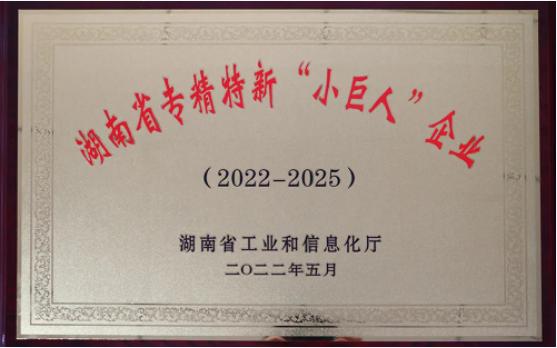 湖南省专精特新“小巨人”企业
（2022-2025）
湖南省工业和信息化厅
二〇二二年五月